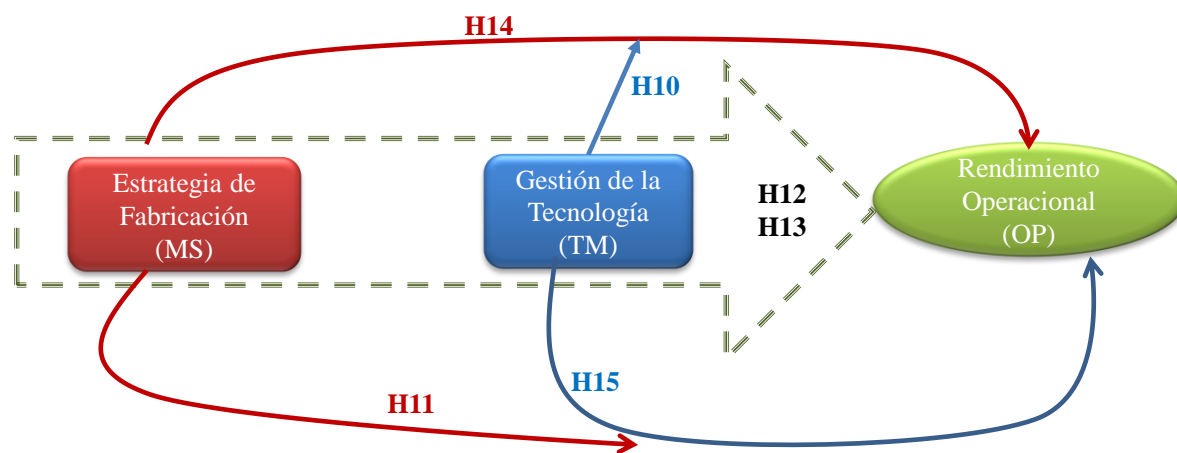 H14
H10
Estrategia de
Fabricación
(MS)
Gestión de la
Tecnología
(TM)
H12
H13
Rendimiento
Operacional
(OP)
H15
H11